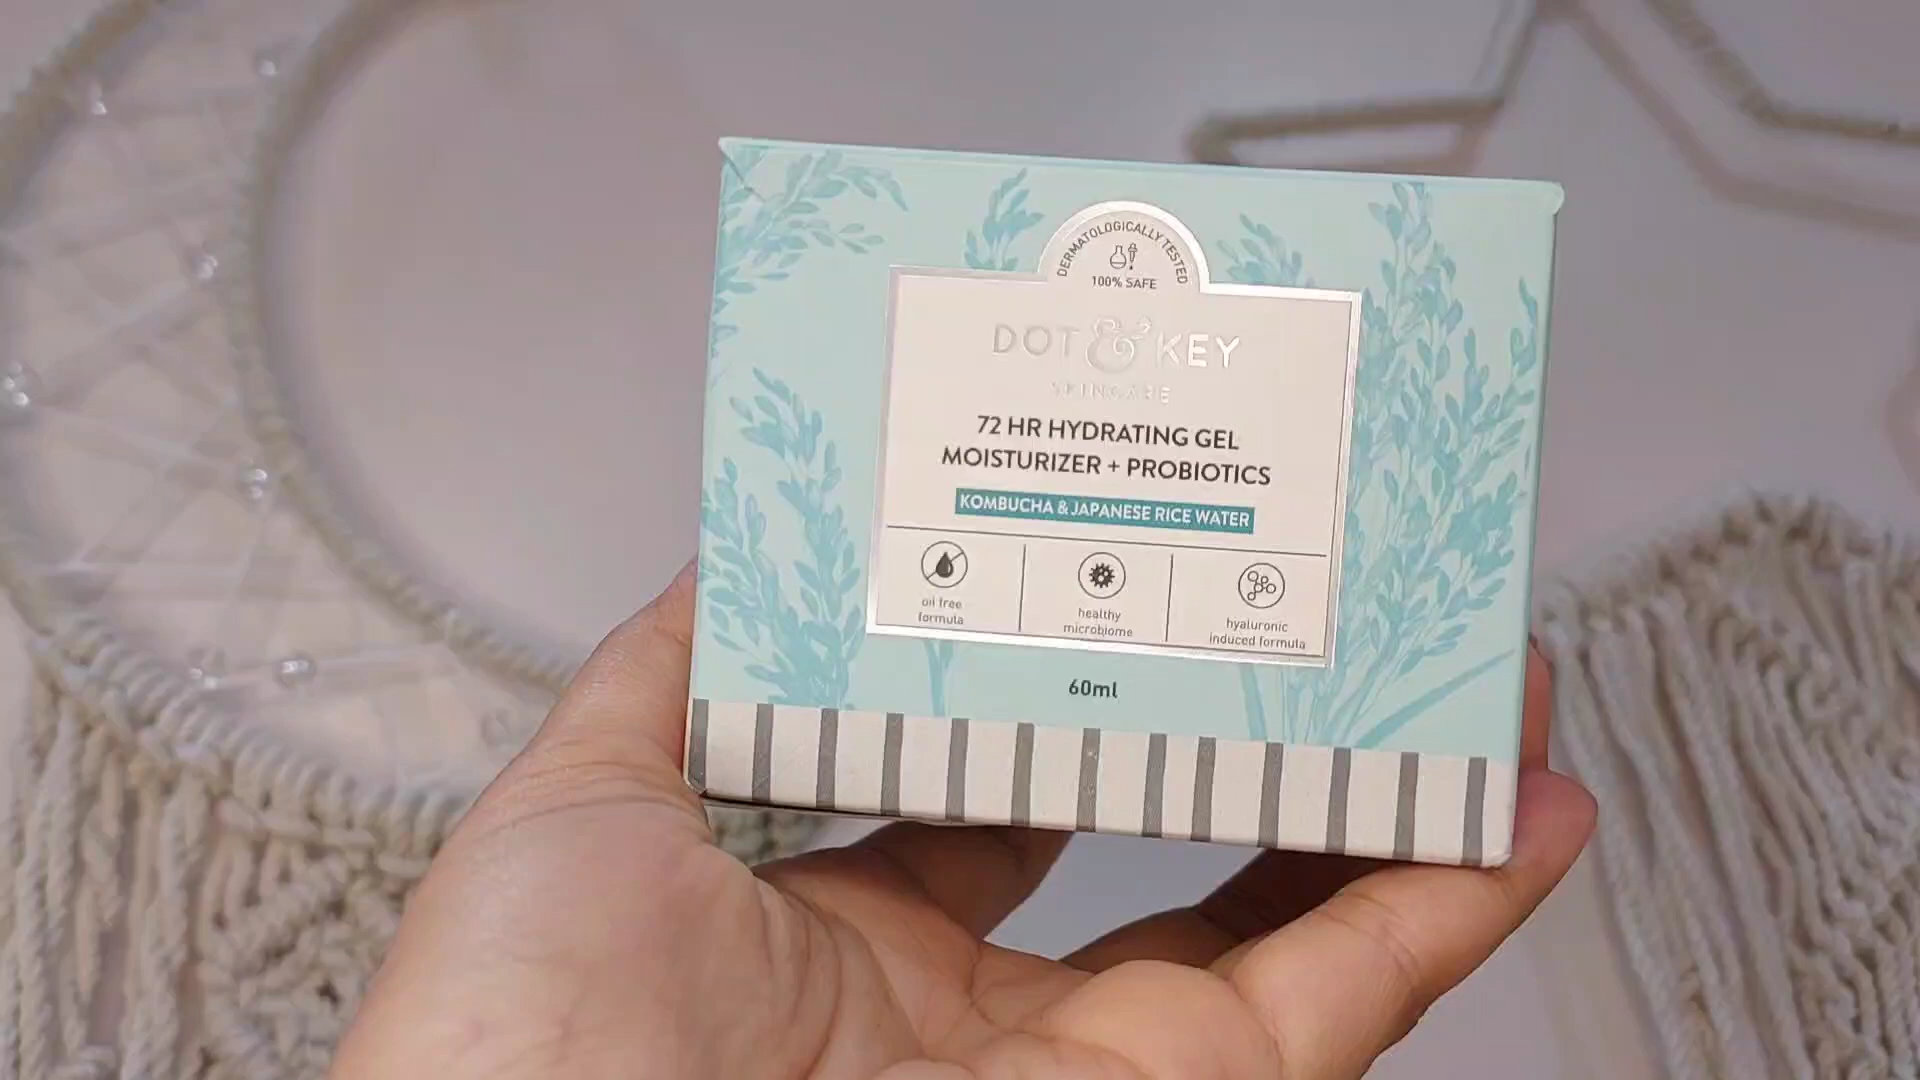 DERMATOLOGICALLY TESTED
100% SAFE
DOT & KEY
SKINCARE
72 HR HYDRATING GEL
MOISTURIZER + PROBIOTICS
KOMBUCHA & JAPANESE RICE WATER
oil free
formula
healthy
microbiome
hyaluronic
induced formula
60ml